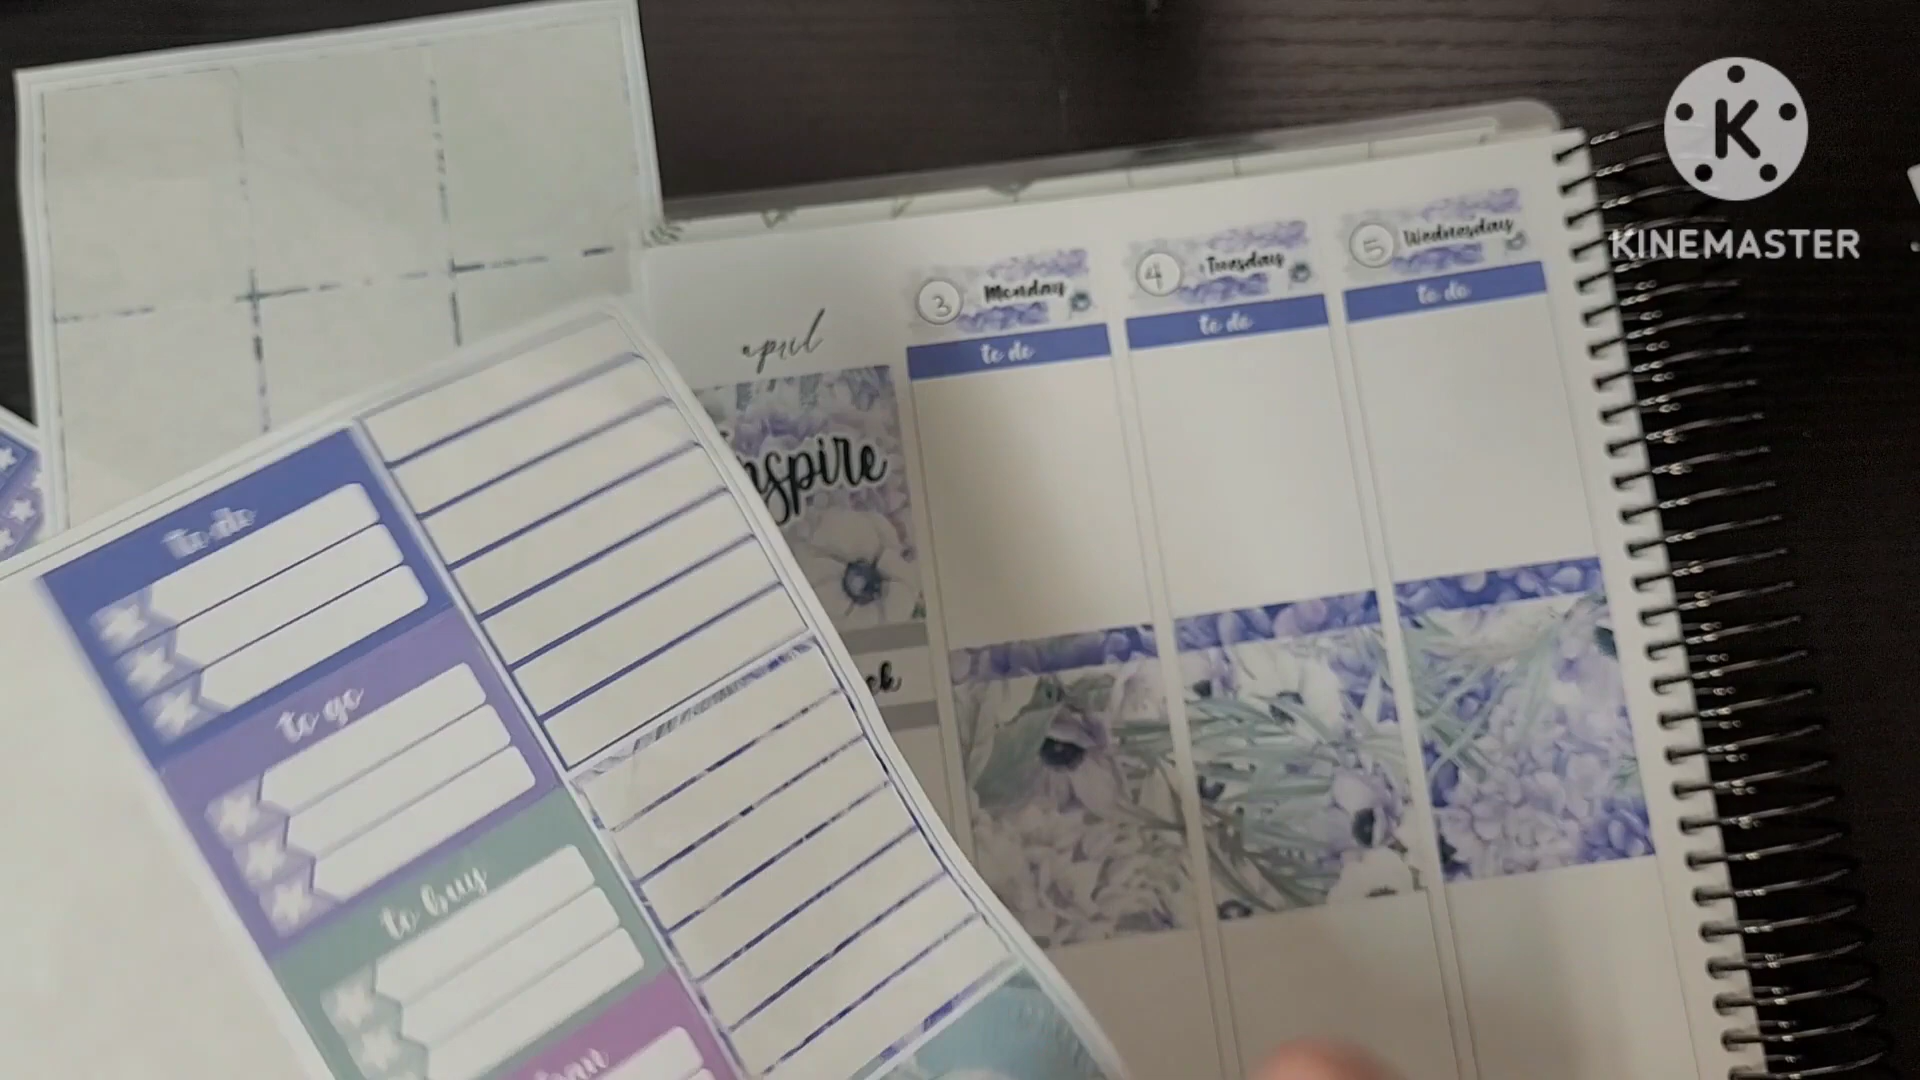 K
KINEMASTER
april
3 Monday
4 Tuesday
5 Wednesday
to do
to do
to do
to do
to go
to buy